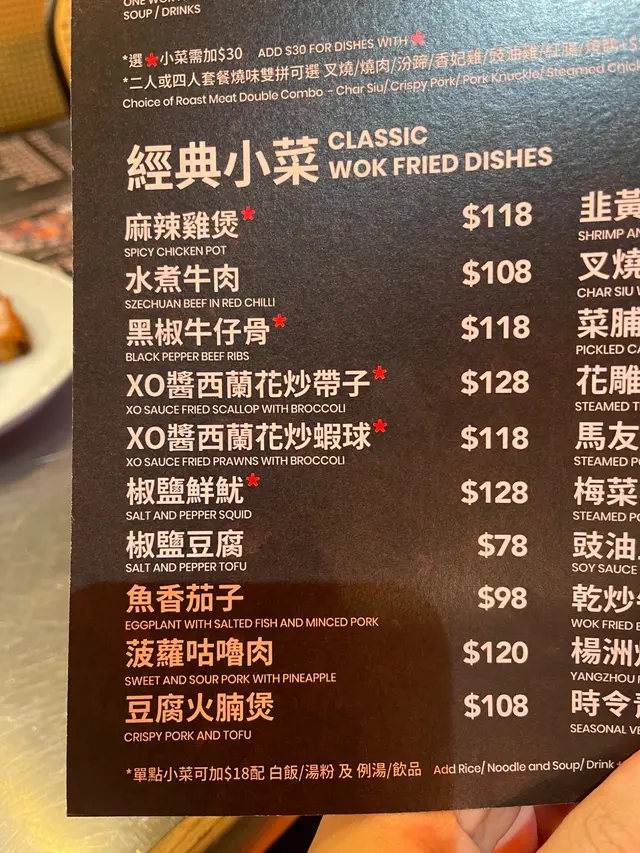 SOUP / DRINKS
*選*小菜需加$30 ADD $30 FOR DISHES WITH *
*二人或四人套餐燒味雙拼可選 叉燒/燒肉/汾蹄/香妃雞/豉油雞/紅腸/
Choice of Roast Meat Double Combo - Char Siu/ Crispy Pork/ Pork Knuckle/ Steamed
經典小菜 CLASSIC
WOK FRIED DISHES
麻辣雞煲* $118
SPICY CHICKEN POT
水煮牛肉 $108
SZECHUAN BEEF IN RED CHILLI
黑椒牛仔骨* $118
BLACK PEPPER BEEF RIBS
XO醬西蘭花炒帶子* $128
XO SAUCE FRIED SCALLOP WITH BROCCOLI
XO醬西蘭花炒蝦球* $118
XO SAUCE FRIED PRAWNS WITH BROCCOLI
椒鹽鮮魷* $128
SALT AND PEPPER SQUID
椒鹽豆腐 $78
SALT AND PEPPER TOFU
魚香茄子 $98
EGGPLANT WITH SALTED FISH AND MINCED PORK
菠蘿咕嚕肉 $120
SWEET AND SOUR PORK WITH PINEAPPLE
豆腐火腩煲 $108
CRISPY PORK AND TOFU
韭黃
SHRIMP
叉燒
CHAR SIU
菜脯
PICKLED
花雕
STEAMED
馬友
STEAMED
梅菜
STEAMED
豉油
SOY SAUCE
乾炒
WOK FRIED
楊洲
YANGZHOU
時令
SEASONAL
*單點小菜可加$18配 白飯/湯粉 及 例湯/飲品 Add Rice/ Noodle and Soup/ Drink